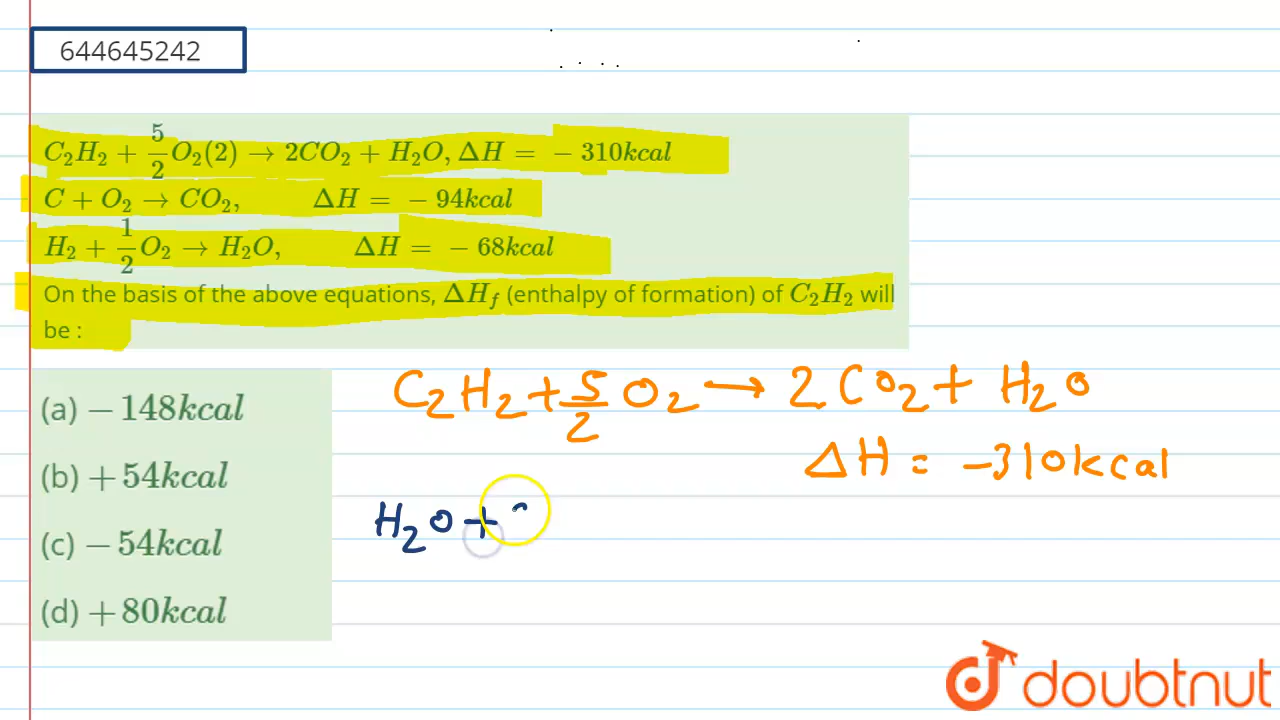 644645242
C₂H₂ + 5/2 O₂(2) → 2CO₂ + H₂O, ΔH = −310kcal
C + O₂ → CO₂, ΔH = −94kcal
H₂ + 1/2 O₂ → H₂O, ΔH = −68kcal
On the basis of the above equations, ΔH_f (enthalpy of formation) of C₂H₂ will
be :
(a) −148kcal
(b) +54kcal
(c) −54kcal
(d) +80kcal
C₂H₂ + 5/2 O₂ → 2CO₂ + H₂O
ΔH = −310kcal
H₂O +
doubtnut